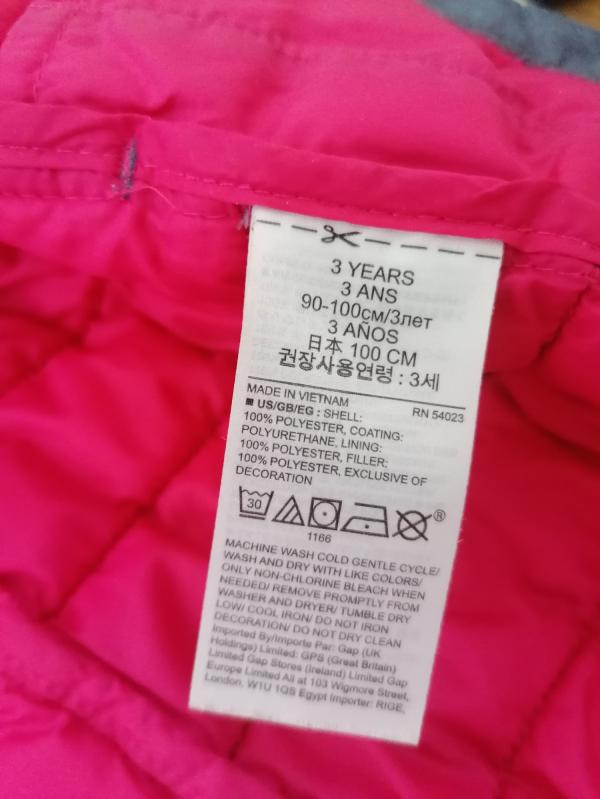 3 YEARS
3 ANS
90-100см/3лет
3 AÑOS
日本 100 CM
권장사용연령 : 3세
MADE IN VIETNAM RN 54023
■ US/GB/EG : SHELL:
100% POLYESTER, COATING:
POLYURETHANE, LINING:
100% POLYESTER, FILLER:
100% POLYESTER, EXCLUSIVE OF
DECORATION
30
®
1166
MACHINE WASH COLD GENTLE CYCLE/
WASH AND DRY WITH LIKE COLORS/
ONLY NON-CHLORINE BLEACH WHEN
NEEDED/ REMOVE PROMPTLY FROM
WASHER AND DRYER/ TUMBLE DRY
LOW/ COOL IRON/ DO NOT IRON
DECORATION/ DO NOT DRY CLEAN
Imported By/Importe Par: Gap (UK
Holdings) Limited: GPS (Great Britain)
Limited Gap Stores (Ireland) Limited Gap
Europe Limited All at 103 Wigmore Street,
London, W1U 1QS Egypt Importer: RIGE,